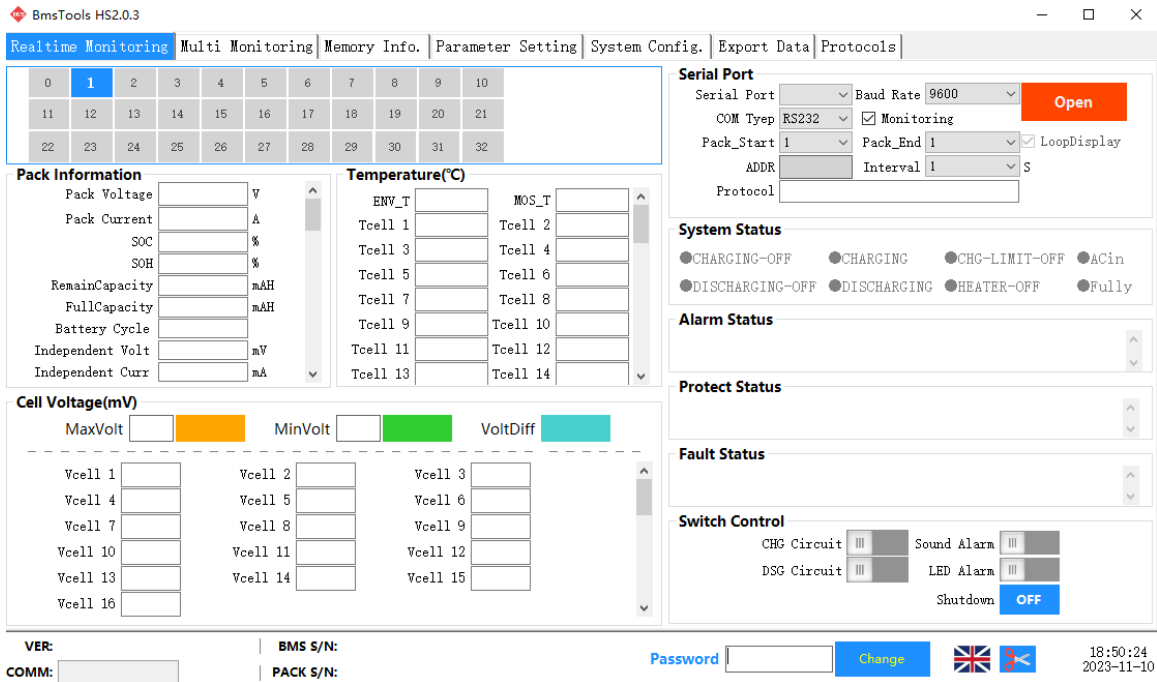 BmsTools HS2.0.3
Realtime Monitoring Multi Monitoring Memory Info. Parameter Setting System Config. Export Data Protocols
0 1 2 3 4 5 6 7 8 9 10
11 12 13 14 15 16 17 18 19 20 21
22 23 24 25 26 27 28 29 30 31 32
Pack Information
Pack Voltage V
Pack Current A
SOC %
SOH %
RemainCapacity mAH
FullCapacity mAH
Battery Cycle
Independent Volt mV
Independent Curr mA
Temperature(℃)
ENV_T MOS_T
Tcell 1 Tcell 2
Tcell 3 Tcell 4
Tcell 5 Tcell 6
Tcell 7 Tcell 8
Tcell 9 Tcell 10
Tcell 11 Tcell 12
Tcell 13 Tcell 14
Cell Voltage(mV)
MaxVolt MinVolt VoltDiff
Vcell 1 Vcell 2 Vcell 3
Vcell 4 Vcell 5 Vcell 6
Vcell 7 Vcell 8 Vcell 9
Vcell 10 Vcell 11 Vcell 12
Vcell 13 Vcell 14 Vcell 15
Vcell 16
Serial Port
Serial Port Baud Rate 9600 Open
COM Tyep RS232 Monitoring
Pack_Start 1 Pack_End 1 LoopDisplay
ADDR Interval 1 S
Protocol
System Status
CHARGING-OFF CHARGING CHG-LIMIT-OFF ACin
DISCHARGING-OFF DISCHARGING HEATER-OFF Fully
Alarm Status
Protect Status
Fault Status
Switch Control
CHG Circuit Sound Alarm
DSG Circuit LED Alarm
Shutdown OFF
VER: BMS S/N:
COMM: PACK S/N:
Password Change
18:50:24
2023-11-10